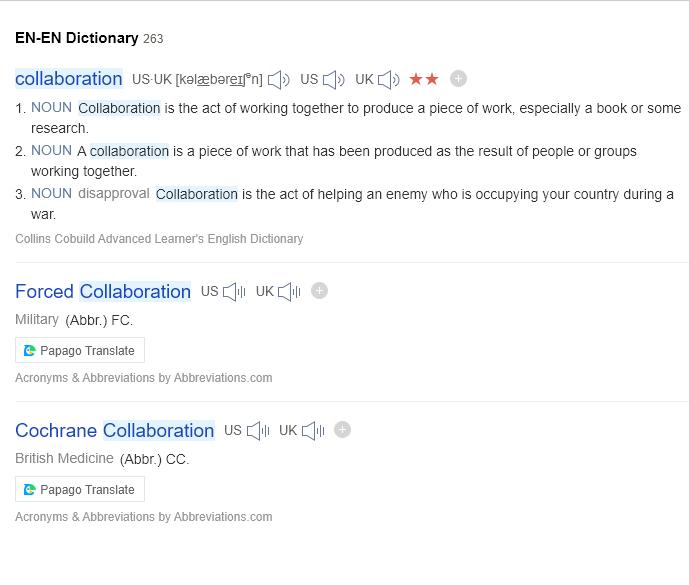 EN-EN Dictionary 263
collaboration US·UK [kəlæbəreɪʃᵊn] US UK
1. NOUN Collaboration is the act of working together to produce a piece of work, especially a book or some
research.
2. NOUN A collaboration is a piece of work that has been produced as the result of people or groups
working together.
3. NOUN disapproval Collaboration is the act of helping an enemy who is occupying your country during a
war.
Collins Cobuild Advanced Learner's English Dictionary
Forced Collaboration US UK
Military (Abbr.) FC.
Papago Translate
Acronyms & Abbreviations by Abbreviations.com
Cochrane Collaboration US UK
British Medicine (Abbr.) CC.
Papago Translate
Acronyms & Abbreviations by Abbreviations.com